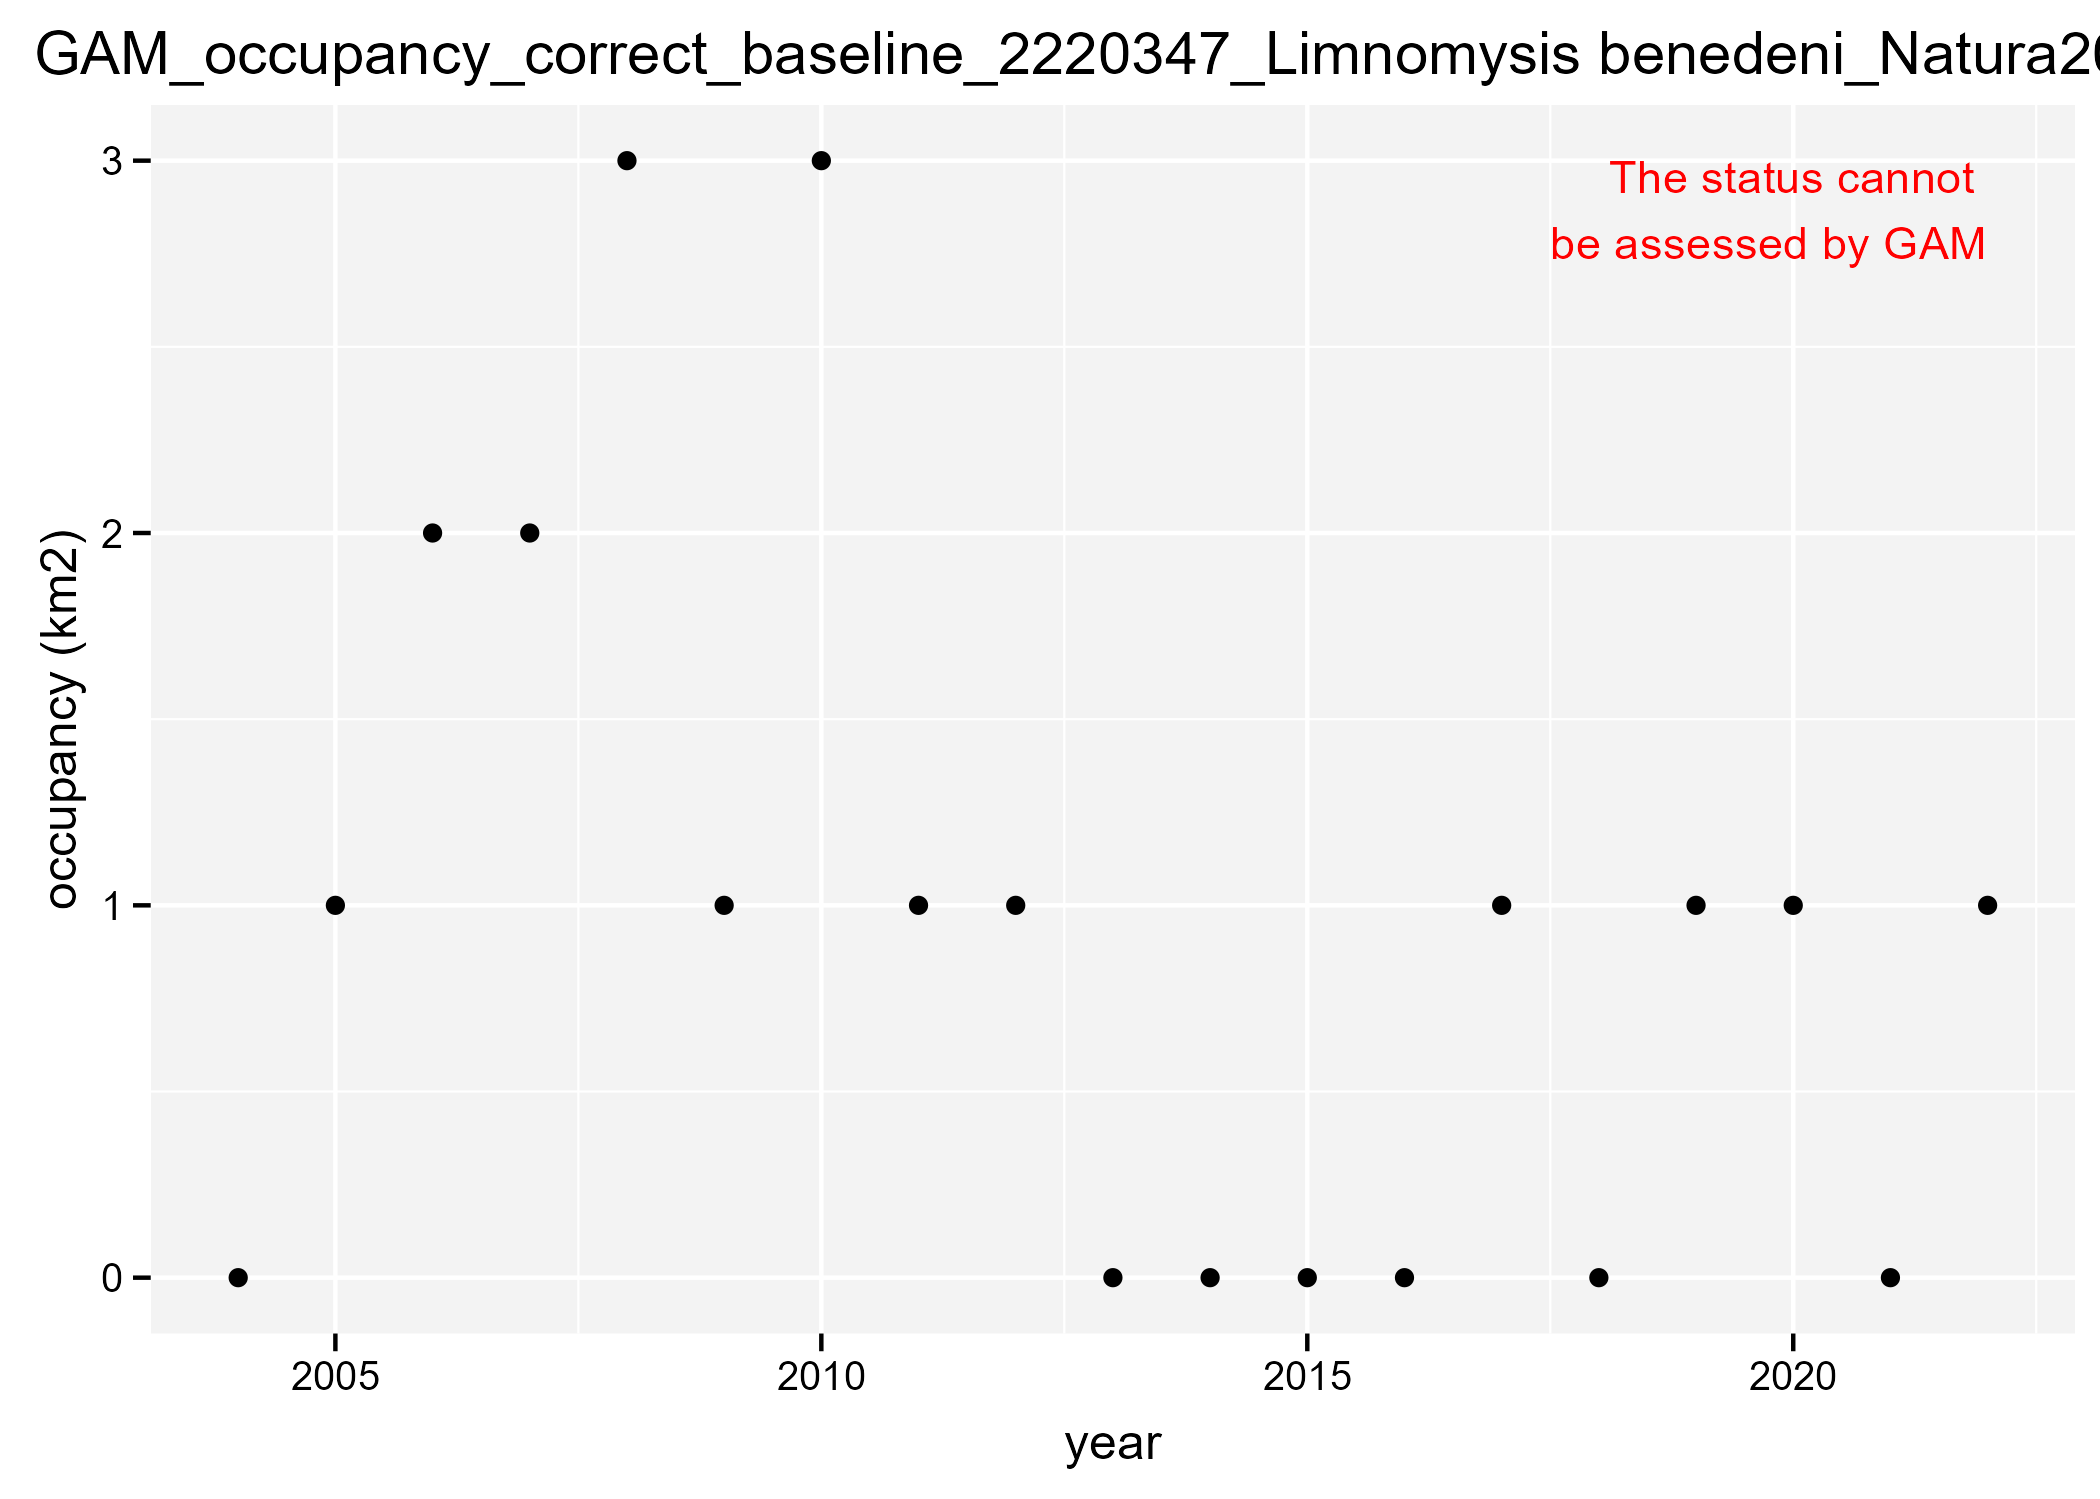 GAM_occupancy_correct_baseline_2220347_Limnomysis benedeni_Natura20
The status cannot
be assessed by GAM
3
2
1
0
occupancy (km2)
2005 2010 2015 2020
year